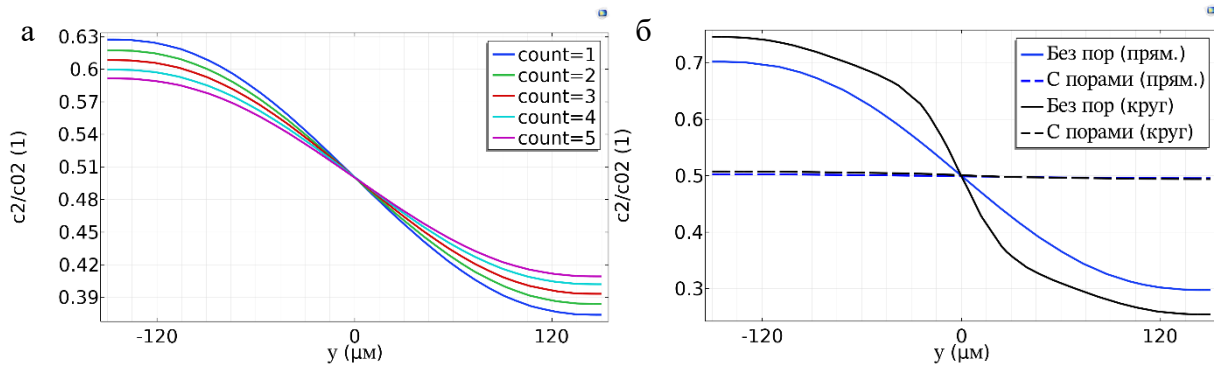 а
0.63
0.6
0.57
0.54
0.51
0.48
0.45
0.42
0.39
c2/c02 (1)
count=1
count=2
count=3
count=4
count=5
-120
0
120
y (µм)
б
0.7
0.6
0.5
0.4
0.3
c2/c02 (1)
Без пор (прям.)
С порами (прям.)
Без пор (круг)
С порами (круг)
-120
0
120
y (µм)